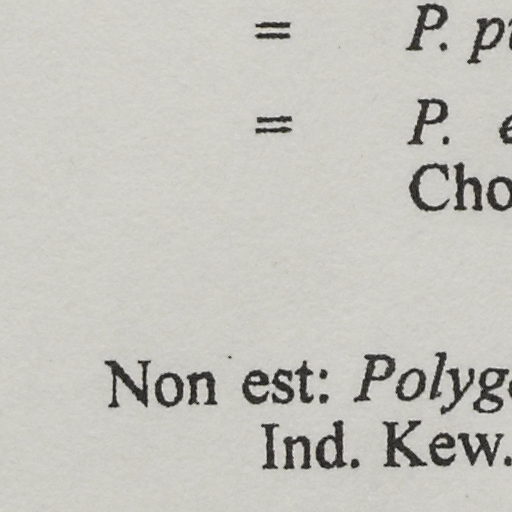 = P.
= P.
Cho
Non est: Polyg
Ind. Kew.